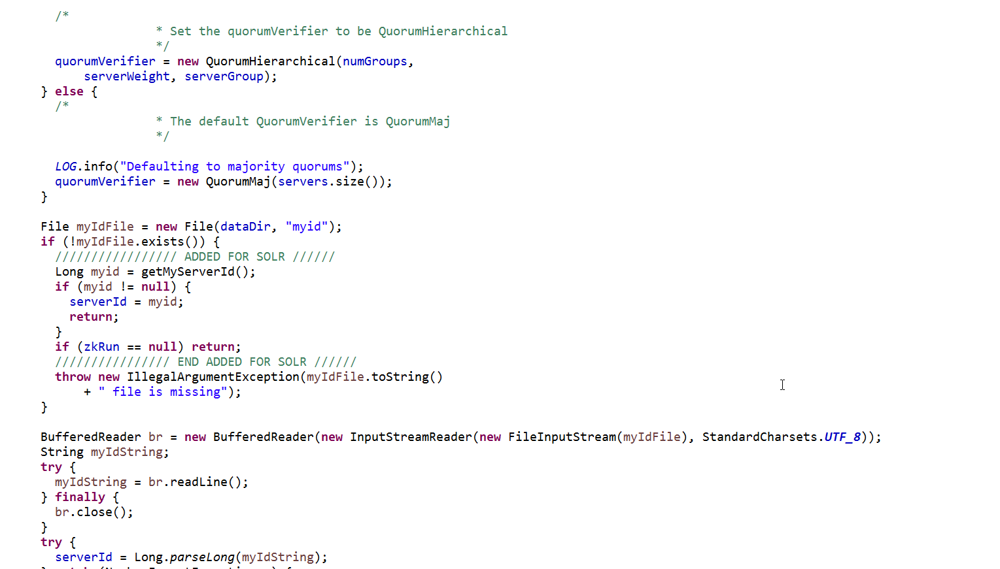 /*
* Set the quorumVerifier to be QuorumHierarchical
*/
quorumVerifier = new QuorumHierarchical(numGroups,
serverWeight, serverGroup);
} else {
/*
* The default QuorumVerifier is QuorumMaj
*/
LOG.info("Defaulting to majority quorums");
quorumVerifier = new QuorumMaj(servers.size());
}
File myIdFile = new File(dataDir, "myid");
if (!myIdFile.exists()) {
///////////////// ADDED FOR SOLR //////
Long myid = getMyServerId();
if (myid != null) {
serverId = myid;
return;
}
if (zkRun == null) return;
//////////////// END ADDED FOR SOLR //////
throw new IllegalArgumentException(myIdFile.toString()
+ " file is missing");
}
BufferedReader br = new BufferedReader(new InputStreamReader(new FileInputStream(myIdFile), StandardCharsets.UTF_8));
String myIdString;
try {
myIdString = br.readLine();
} finally {
br.close();
}
try {
serverId = Long.parseLong(myIdString);